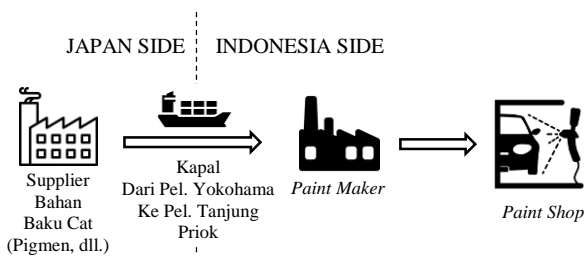 JAPAN SIDE
INDONESIA SIDE
Supplier
Bahan
Baku Cat
(Pigmen, dll.)
Kapal
Dari Pel. Yokohama
Ke Pel. Tanjung
Priok
Paint Maker
Paint Shop